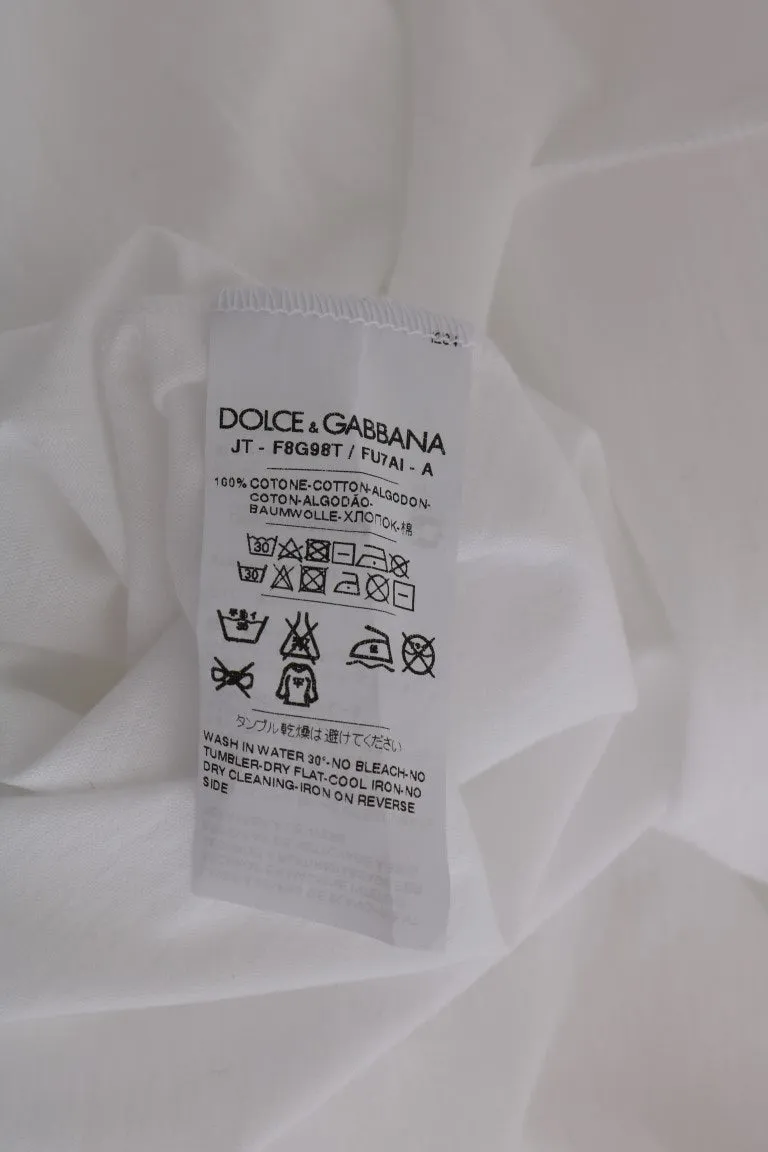 DOLCE & GABBANA
JT - F8G98T / FU7AI - A
100% COTONE-COTTON-ALGODON-
COTON-ALGODÃO-
BAUMWOLLE-ХЛОПОК-棉
30
30
タンブル乾燥は避けてください
WASH IN WATER 30°-NO BLEACH-NO
TUMBLER-DRY FLAT-COOL IRON-NO
DRY CLEANING-IRON ON REVERSE
SIDE